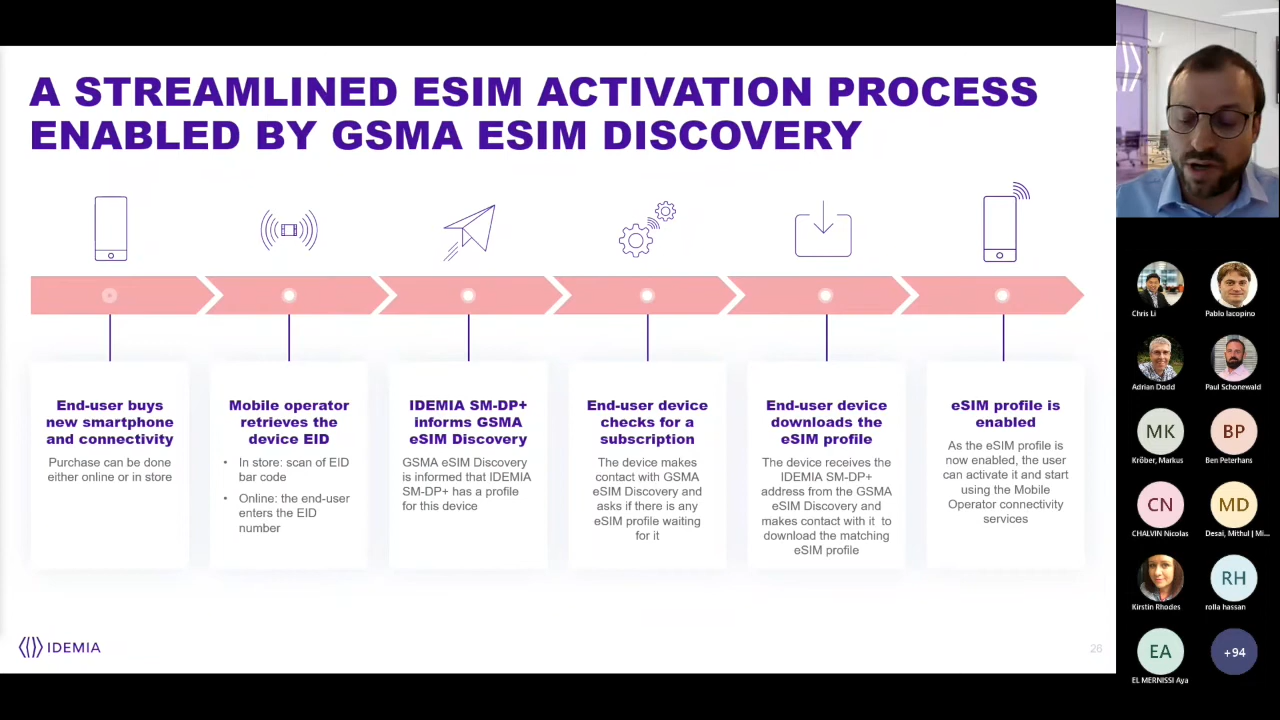 A STREAMLINED ESIM ACTIVATION PROCESS
ENABLED BY GSMA ESIM DISCOVERY
End-user buys
new smartphone
and connectivity
Purchase can be done
either online or in store
Mobile operator
retrieves the
device EID
• In store: scan of EID
bar code
• Online: the end-user
enters the EID
number
IDEMIA SM-DP+
informs GSMA
eSIM Discovery
GSMA eSIM Discovery
is informed that IDEMIA
SM-DP+ has a profile
for this device
End-user device
checks for a
subscription
The device makes
contact with GSMA
eSIM Discovery and
asks if there is any
eSIM profile waiting
for it
End-user device
downloads the
eSIM profile
The device receives the
IDEMIA SM-DP+
address from the GSMA
eSIM Discovery and
makes contact with it to
download the matching
eSIM profile
eSIM profile is
enabled
As the eSIM profile is
now enabled, the user
can activate it and start
using the Mobile
Operator connectivity
services
IDEMIA
26
Chris Li
Pablo Iacopino
Adrian Dodd
Paul Schonewald
MK
BP
Kröber, Markus
Ben Peterhans
CN
MD
CHALVIN Nicolas
Desai, Mithul | Mi...
RH
Kirstin Rhodes
rolla hassan
EA
+94
EL MERNISSI Aya